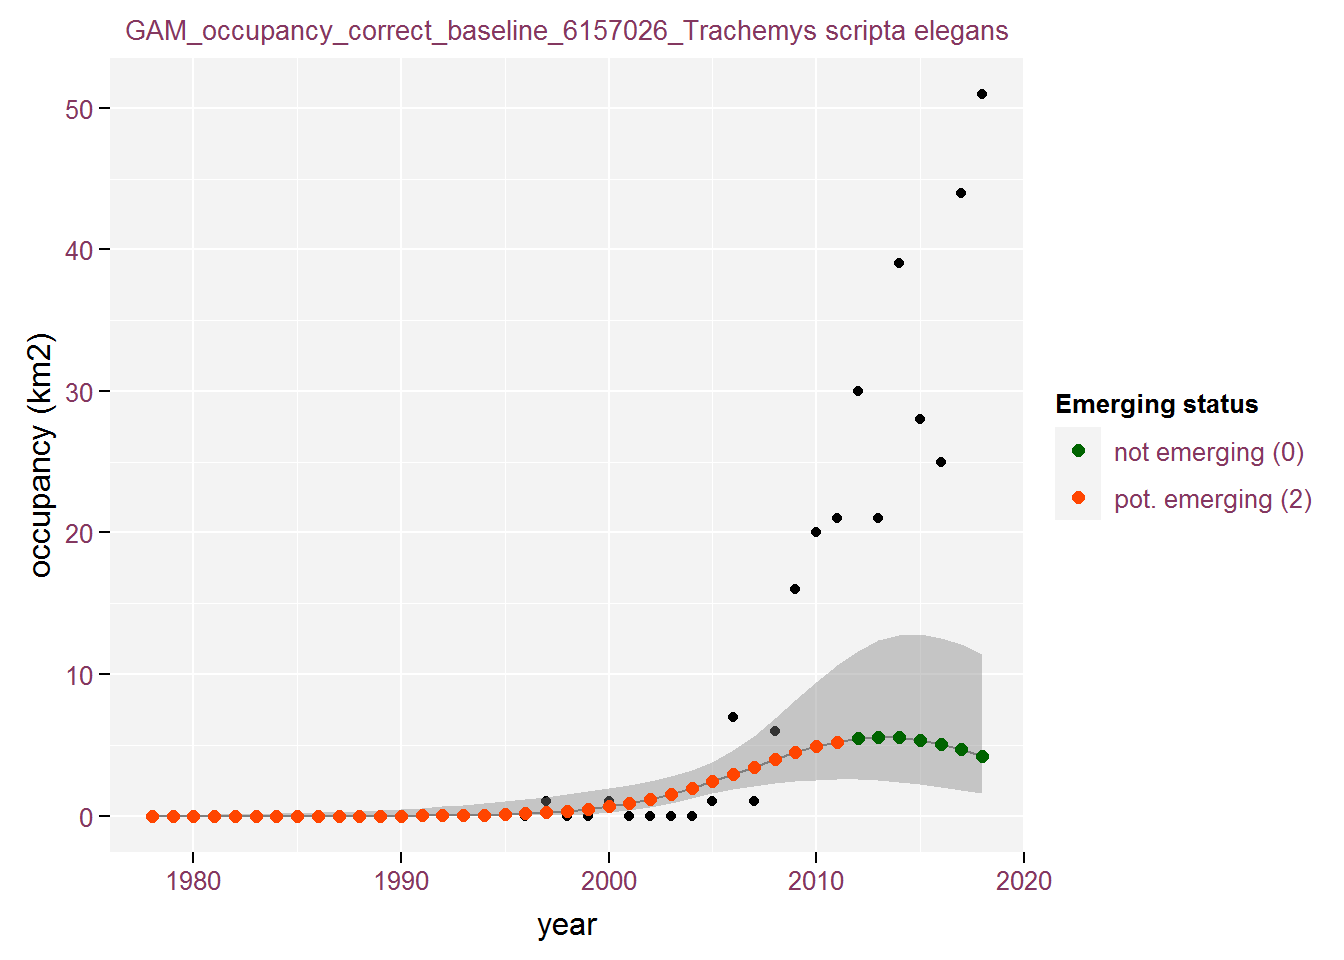 GAM_occupancy_correct_baseline_6157026_Trachemys scripta elegans
50
40
30
20
10
0
occupancy (km2)
1980 1990 2000 2010 2020
year
Emerging status
not emerging (0)
pot. emerging (2)